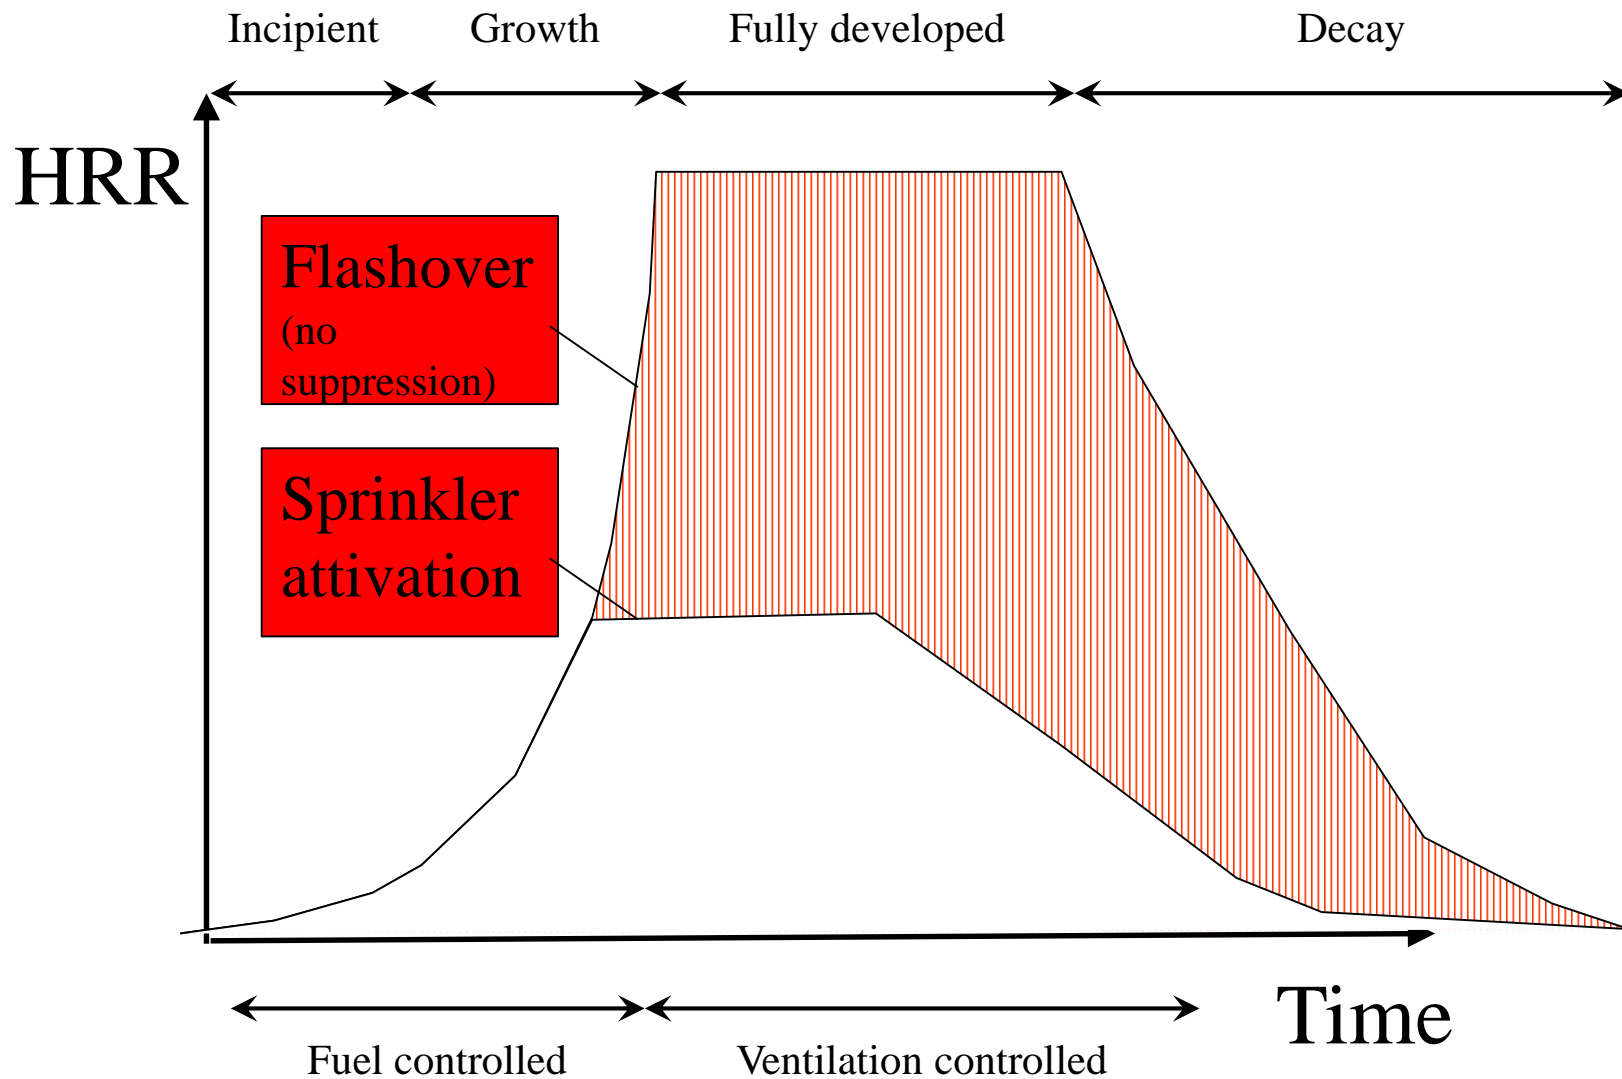 Incipient Growth Fully developed Decay
HRR
Flashover
(no
suppression)
Sprinkler
attivation
Time
Fuel controlled Ventilation controlled